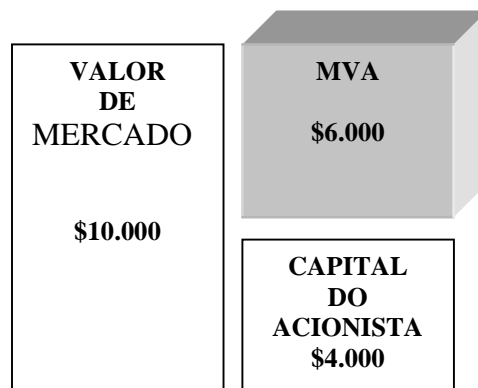 VALOR
DE
MERCADO
$10.000
MVA
$6.000
CAPITAL
DO
ACIONISTA
$4.000